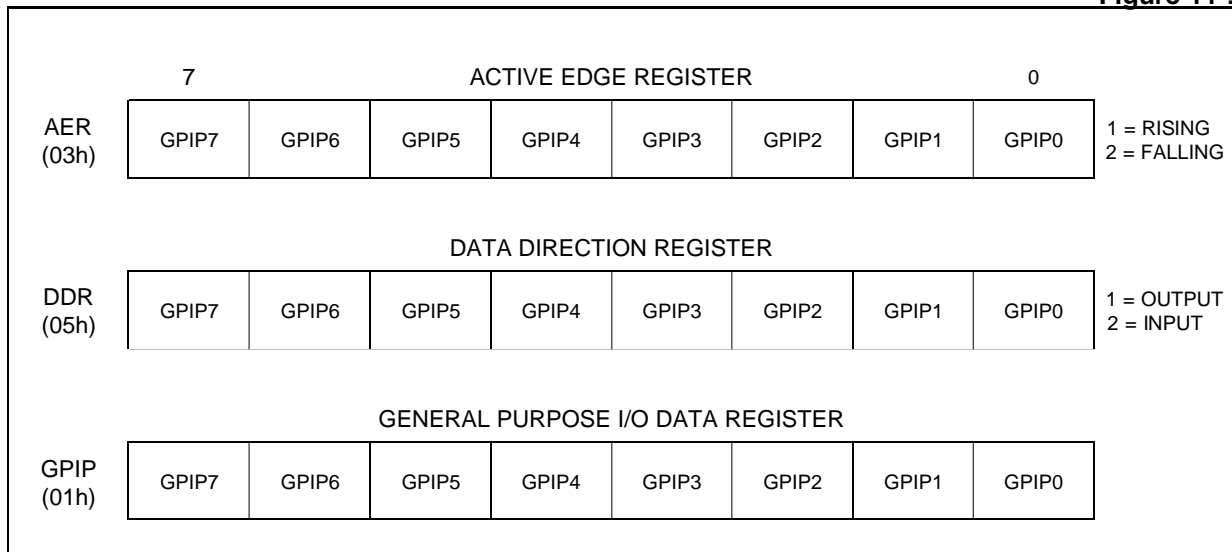 7 ACTIVE EDGE REGISTER 0
AER
(03h)
GPIP7 GPIP6 GPIP5 GPIP4 GPIP3 GPIP2 GPIP1 GPIP0
1 = RISING
2 = FALLING
DATA DIRECTION REGISTER
DDR
(05h)
GPIP7 GPIP6 GPIP5 GPIP4 GPIP3 GPIP2 GPIP1 GPIP0
1 = OUTPUT
2 = INPUT
GENERAL PURPOSE I/O DATA REGISTER
GPIP
(01h)
GPIP7 GPIP6 GPIP5 GPIP4 GPIP3 GPIP2 GPIP1 GPIP0